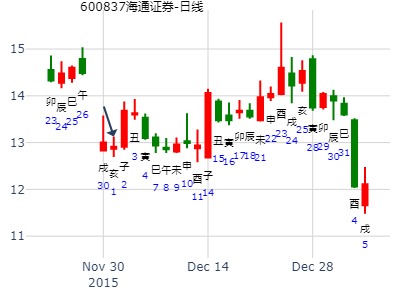 600837海通证券-日线
15
14
13
12
11
卯
23
辰
24
巳
25
午
26
戌
30
亥
1
子
2
丑
3
寅
4
卯
7
巳
8
午
9
未
10
申
11
酉
14
子
15
丑
16
寅
17
卯
18
辰
21
未
22
申
23
酉
24
戌
25
亥
28
寅
29
卯
30
辰
31
巳
4
酉
5
戌
Nov 30
2015
Dec 14
Dec 28